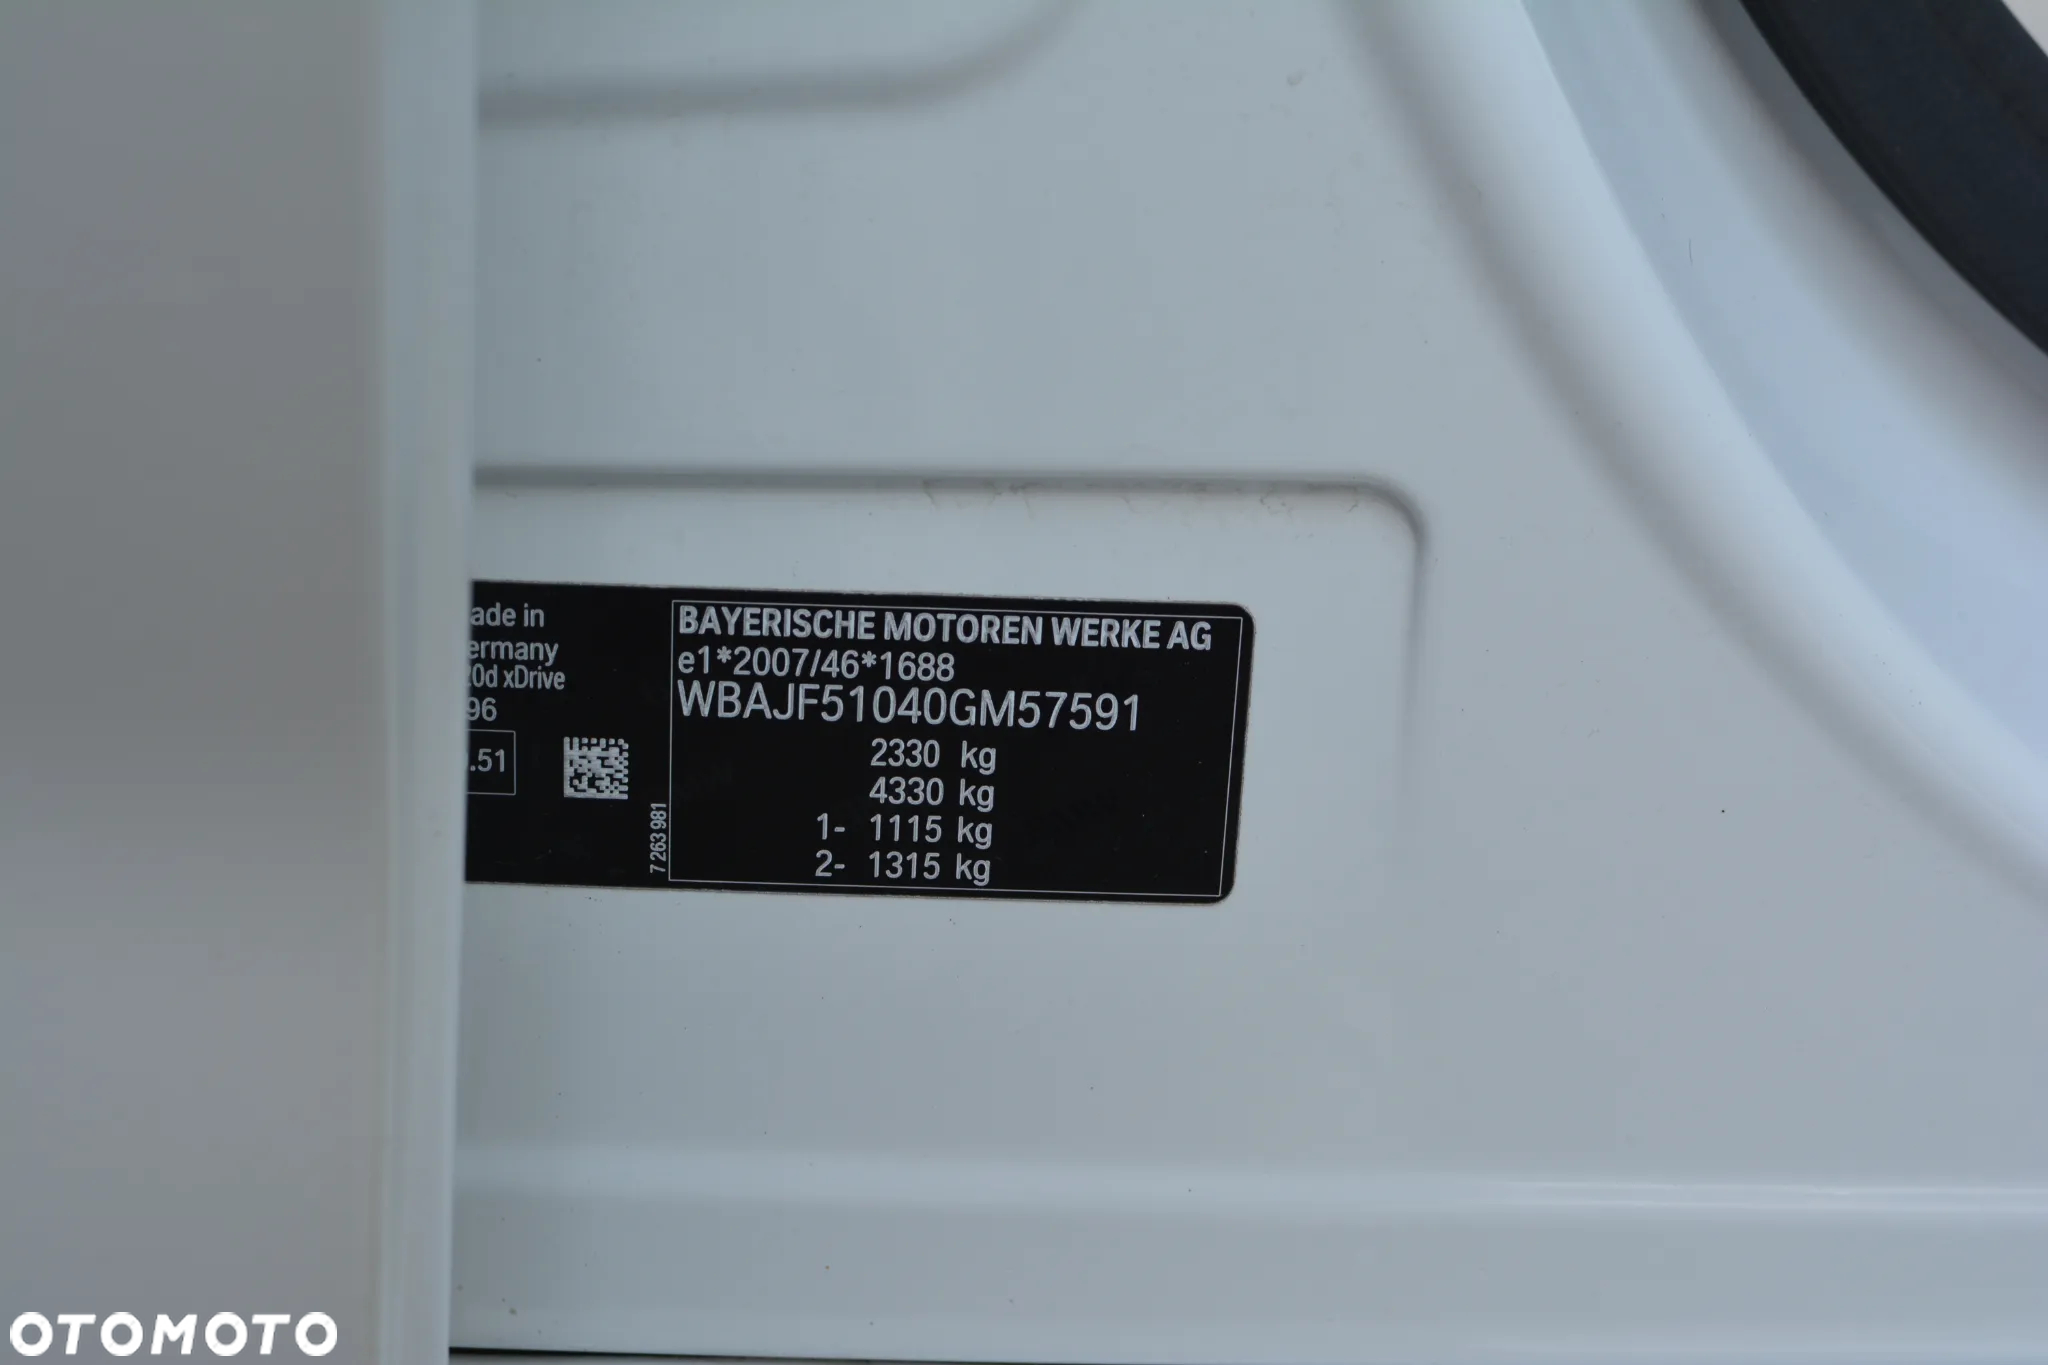 ade in
ermany
20d xDrive
96
.51
7 263 981
BAYERISCHE MOTOREN WERKE AG
e1*2007/46*1688
WBAJF51040GM57591
2330 kg
4330 kg
1- 1115 kg
2- 1315 kg
OTOMOTO